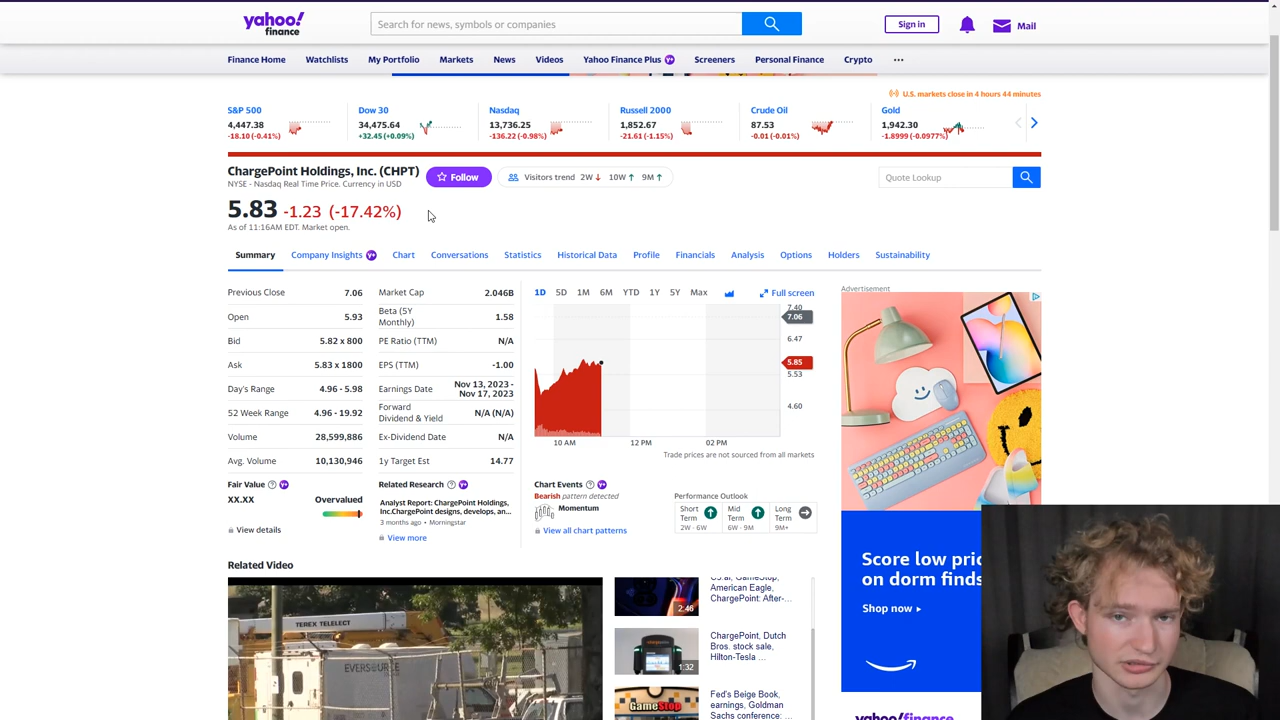 yahoo!
finance
Search for news, symbols or companies
Sign in
Mail
Finance Home
Watchlists
My Portfolio
Markets
News
Videos
Yahoo Finance Plus
Screeners
Personal Finance
Crypto
U.S. markets close in 4 hours 44 minutes
S&P 500
4,447.38
-18.10 (-0.41%)
Dow 30
34,475.64
+32.45 (+0.09%)
Nasdaq
13,736.25
-136.22 (-0.98%)
Russell 2000
1,852.67
-21.61 (-1.15%)
Crude Oil
87.53
-0.01 (-0.01%)
Gold
1,942.30
-1.8999 (-0.0977%)
ChargePoint Holdings, Inc. (CHPT)
NYSE - Nasdaq Real Time Price. Currency in USD
Follow
Visitors trend 2W↓ 10W↑ 9M↑
Quote Lookup
5.83 -1.23 (-17.42%)
As of 11:16AM EDT. Market open.
Summary
Company Insights
Chart
Conversations
Statistics
Historical Data
Profile
Financials
Analysis
Options
Holders
Sustainability
Previous Close 7.06
Open 5.93
Bid 5.82 x 800
Ask 5.83 x 1800
Day's Range 4.96 - 5.98
52 Week Range 4.96 - 19.92
Volume 28,599,886
Avg. Volume 10,130,946
Market Cap 2.046B
Beta (5Y
Monthly) 1.58
PE Ratio (TTM) N/A
EPS (TTM) -1.00
Earnings Date Nov 13, 2023 -
Nov 17, 2023
Forward
Dividend & Yield N/A (N/A)
Ex-Dividend Date N/A
1y Target Est 14.77
Fair Value
XX.XX Overvalued
View details
Related Research
Analyst Report: ChargePoint Holdings,
Inc.ChargePoint designs, develops, an...
3 months ago • Morningstar
View more
1D 5D 1M 6M YTD 1Y 5Y Max
Full screen
7.40
7.06
6.47
5.85
5.53
4.60
10 AM
12 PM
02 PM
Trade prices are not sourced from all markets
Chart Events
Bearish pattern detected
Momentum
View all chart patterns
Performance Outlook
Short
Term
2W - 6W
Mid
Term
6W - 9M
Long
Term
9M+
Related Video
TEREX TELELECT
EVERSOURCE
American Eagle,
ChargePoint: After-...
2:46
ChargePoint, Dutch
Bros. stock sale,
Hilton-Tesla ...
1:32
Fed's Beige Book,
earnings, Goldman
Sachs conference: ...
GameStop
Advertisement
Score low pric
on dorm finds
Shop now ▸
yahoo/finance